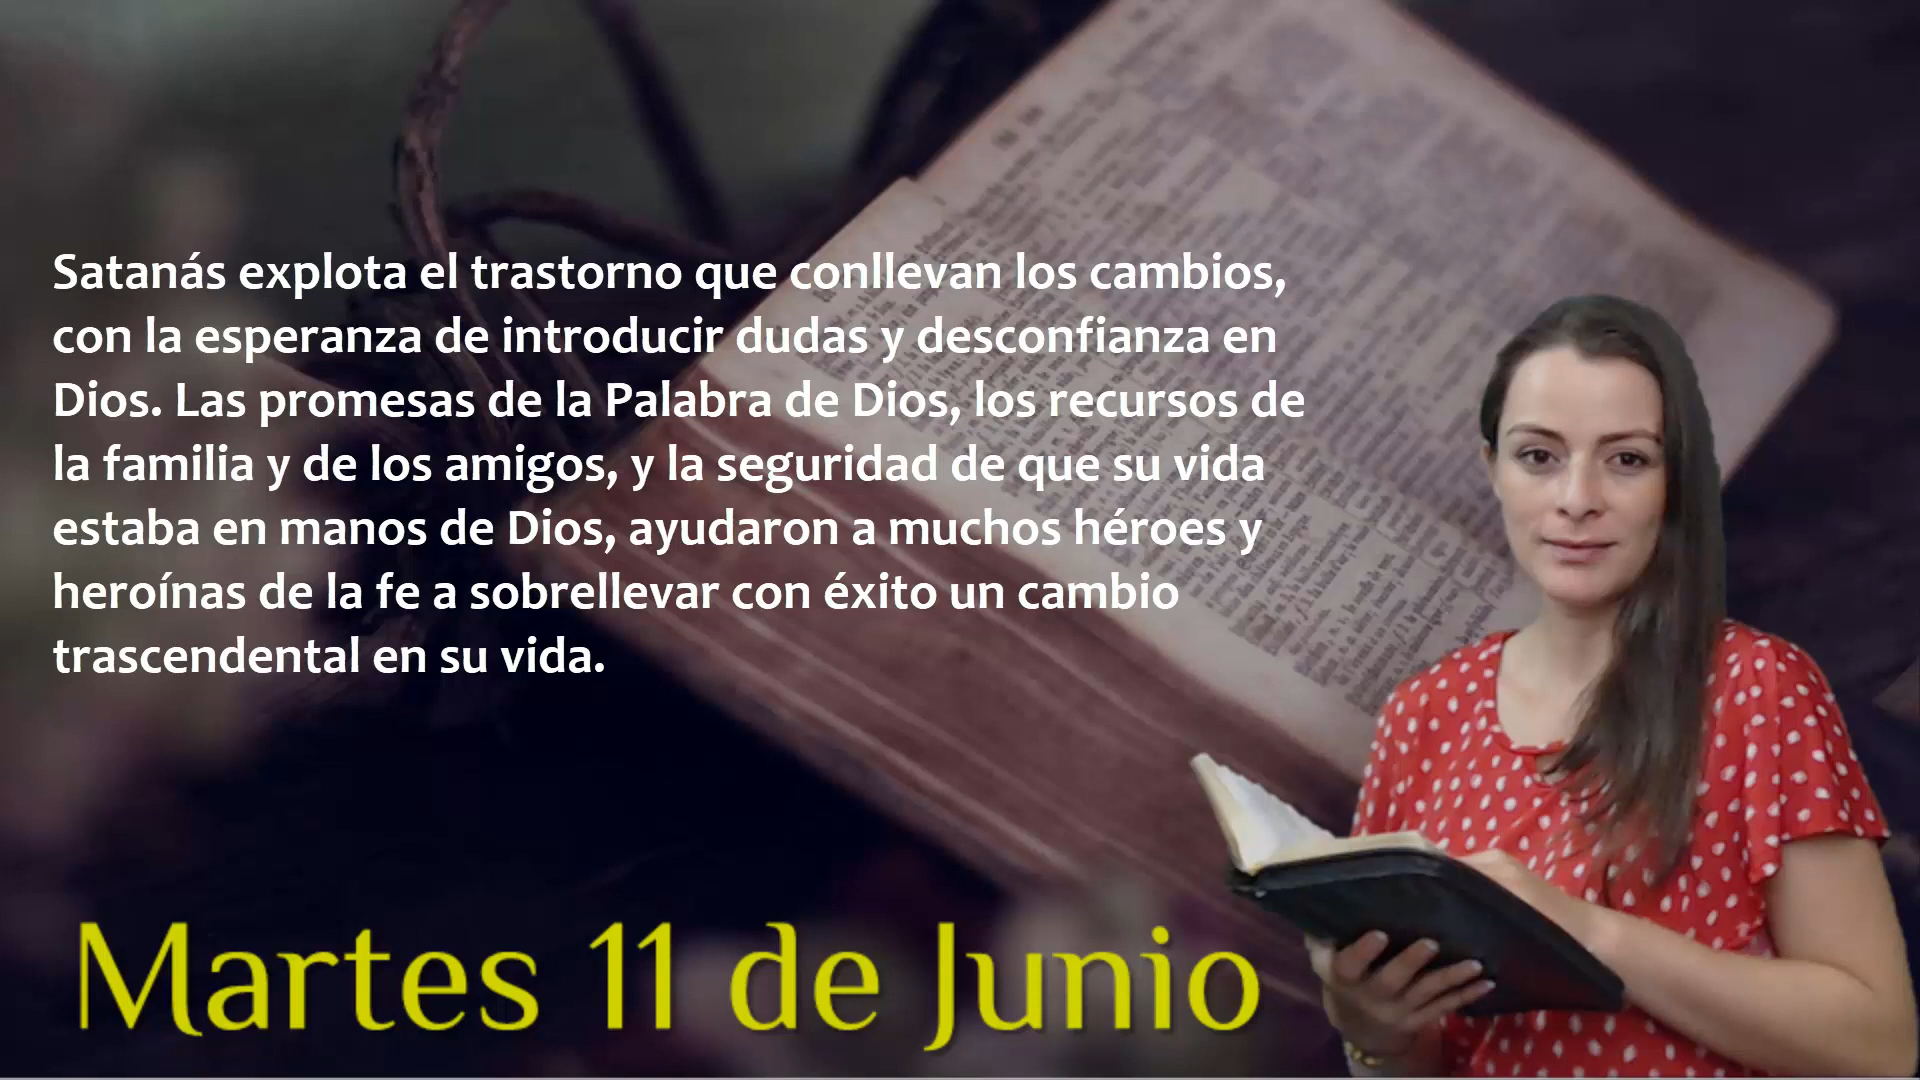 Satanás explota el trastorno que conllevan los cambios,
con la esperanza de introducir dudas y desconfianza en
Dios. Las promesas de la Palabra de Dios, los recursos de
la familia y de los amigos, y la seguridad de que su vida
estaba en manos de Dios, ayudaron a muchos héroes y
heroínas de la fe a sobrellevar con éxito un cambio
trascendental en su vida.
Martes 11 de Junio